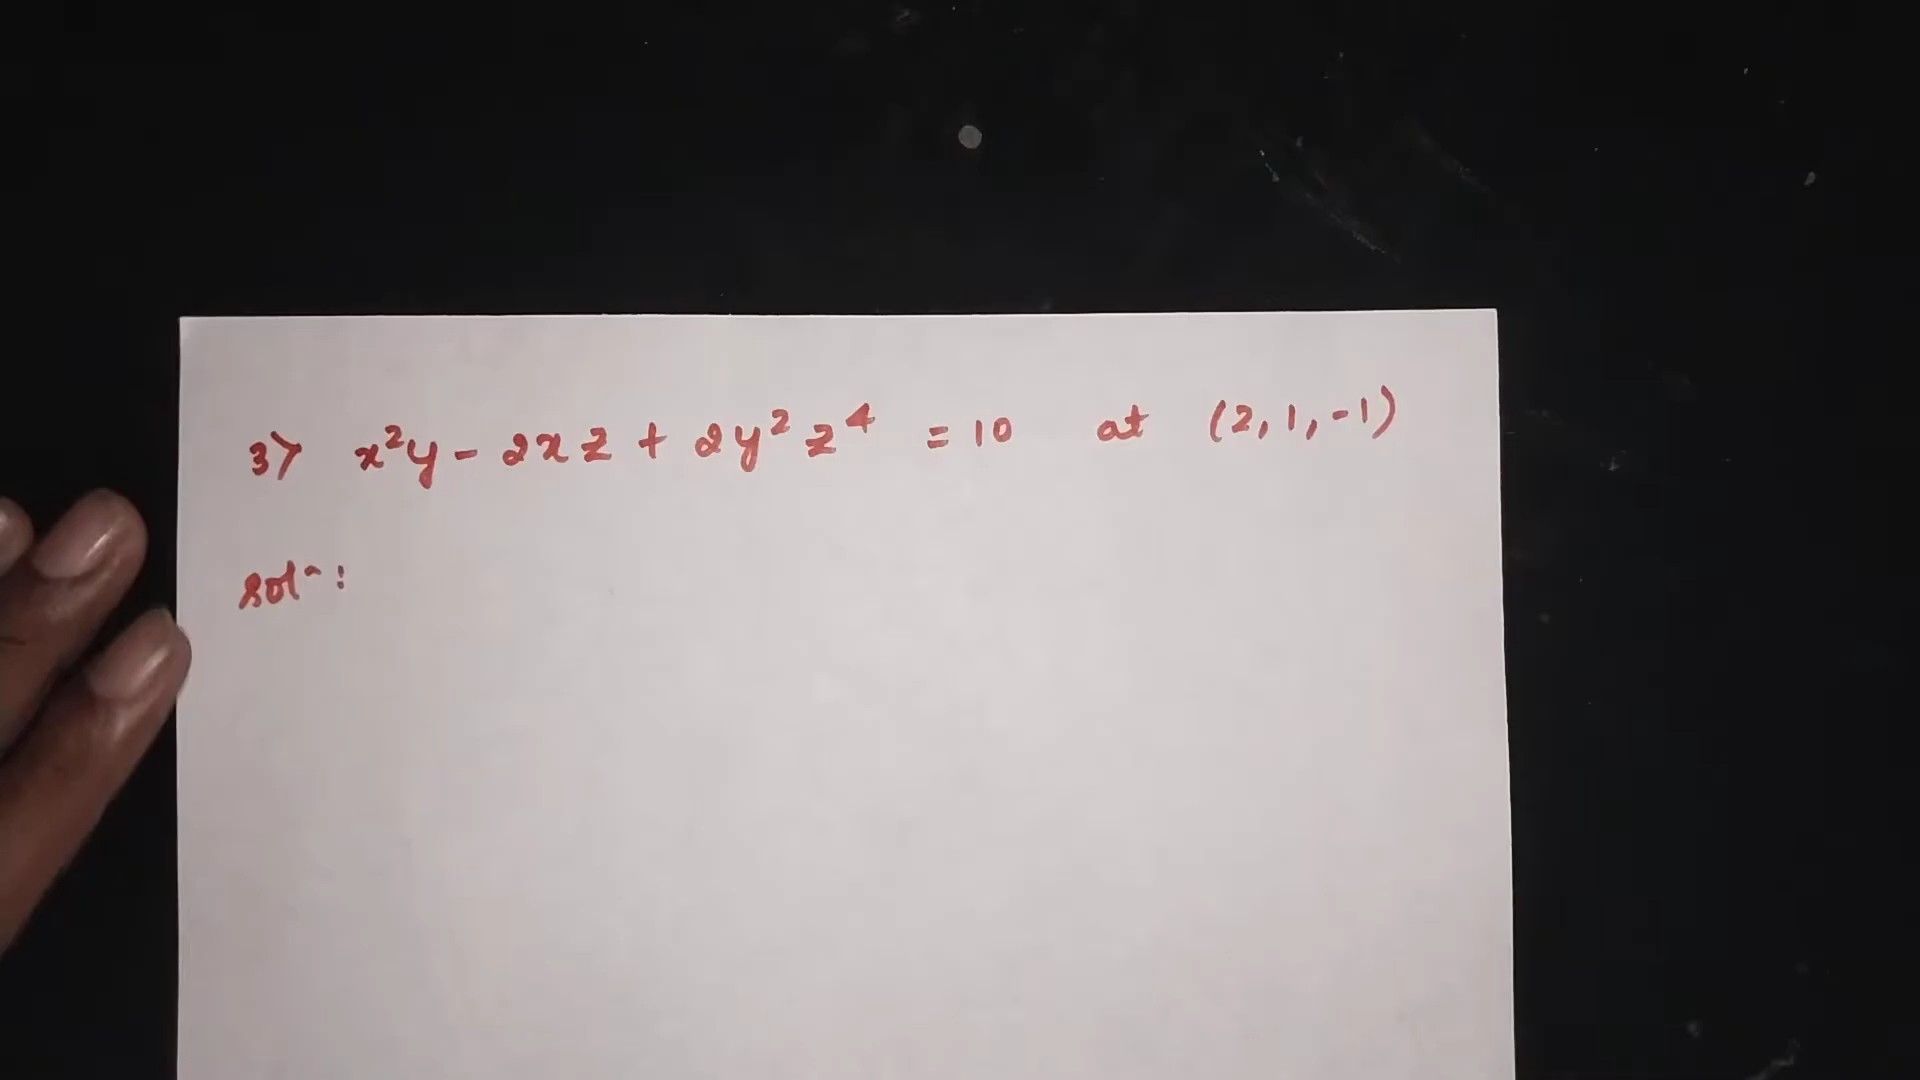 3> x²y - 2xz + 2y²z⁴ = 10 at (2, 1, -1)
solⁿ: